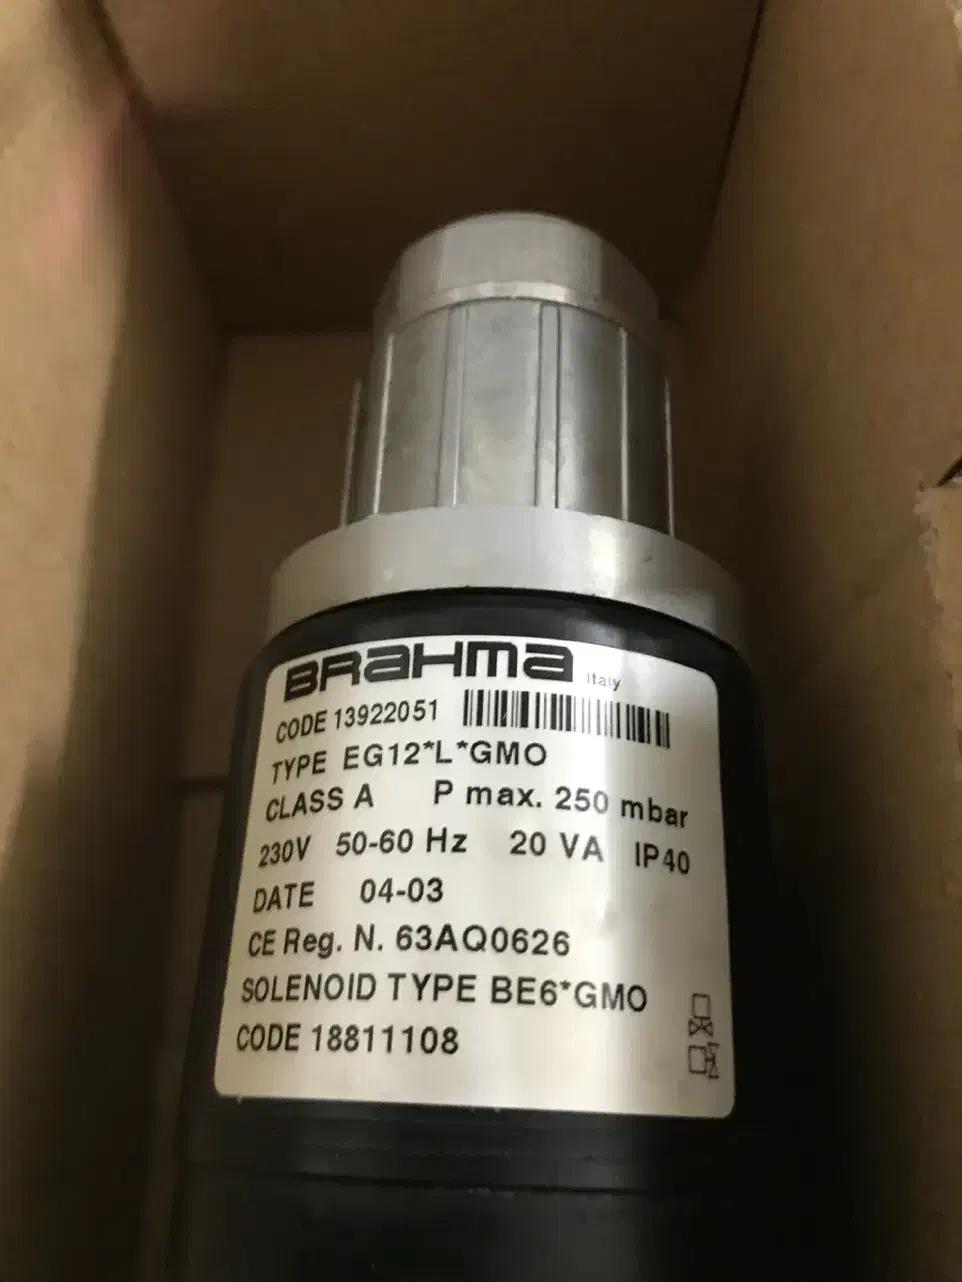 BRAHMA Italy
CODE 13922051
TYPE EG12*L*GMO
CLASS A P max. 250 mbar
230V 50-60 Hz 20 VA IP40
DATE 04-03
CE Reg. N. 63AQ0626
SOLENOID TYPE BE6*GMO
CODE 18811108